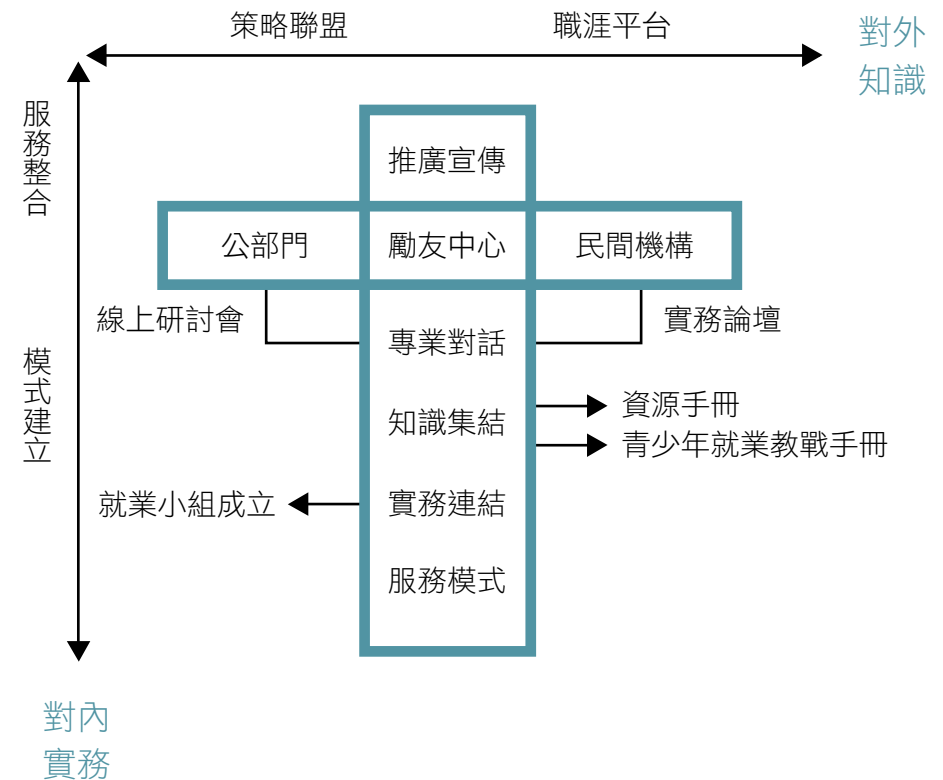 策略聯盟
職涯平台
對外
知識
服務整合
推廣宣傳
公部門
勵友中心
民間機構
線上研討會
實務論壇
專業對話
模式建立
資源手冊
知識集結
青少年就業教戰手冊
就業小組成立
實務連結
服務模式
對內
實務